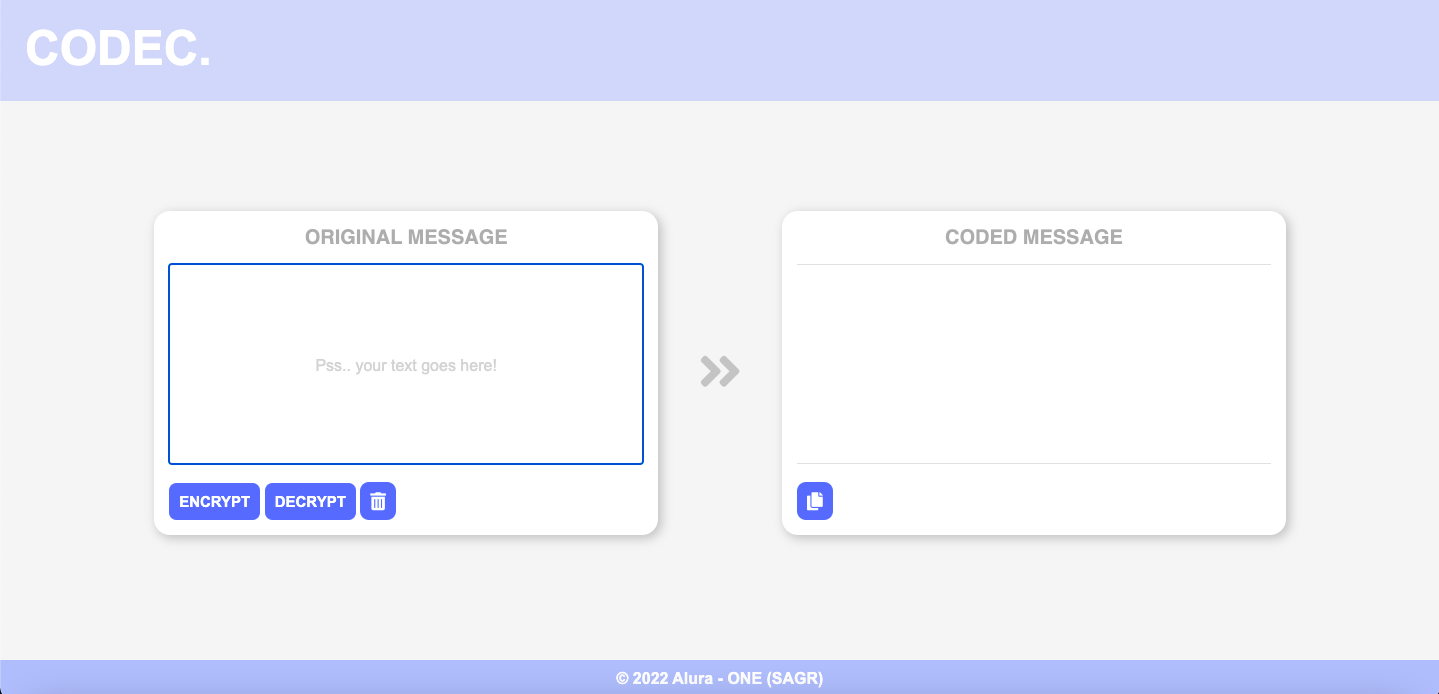 CODEC.
ORIGINAL MESSAGE
Pss.. your text goes here!
ENCRYPT DECRYPT
CODED MESSAGE
© 2022 Alura - ONE (SAGR)